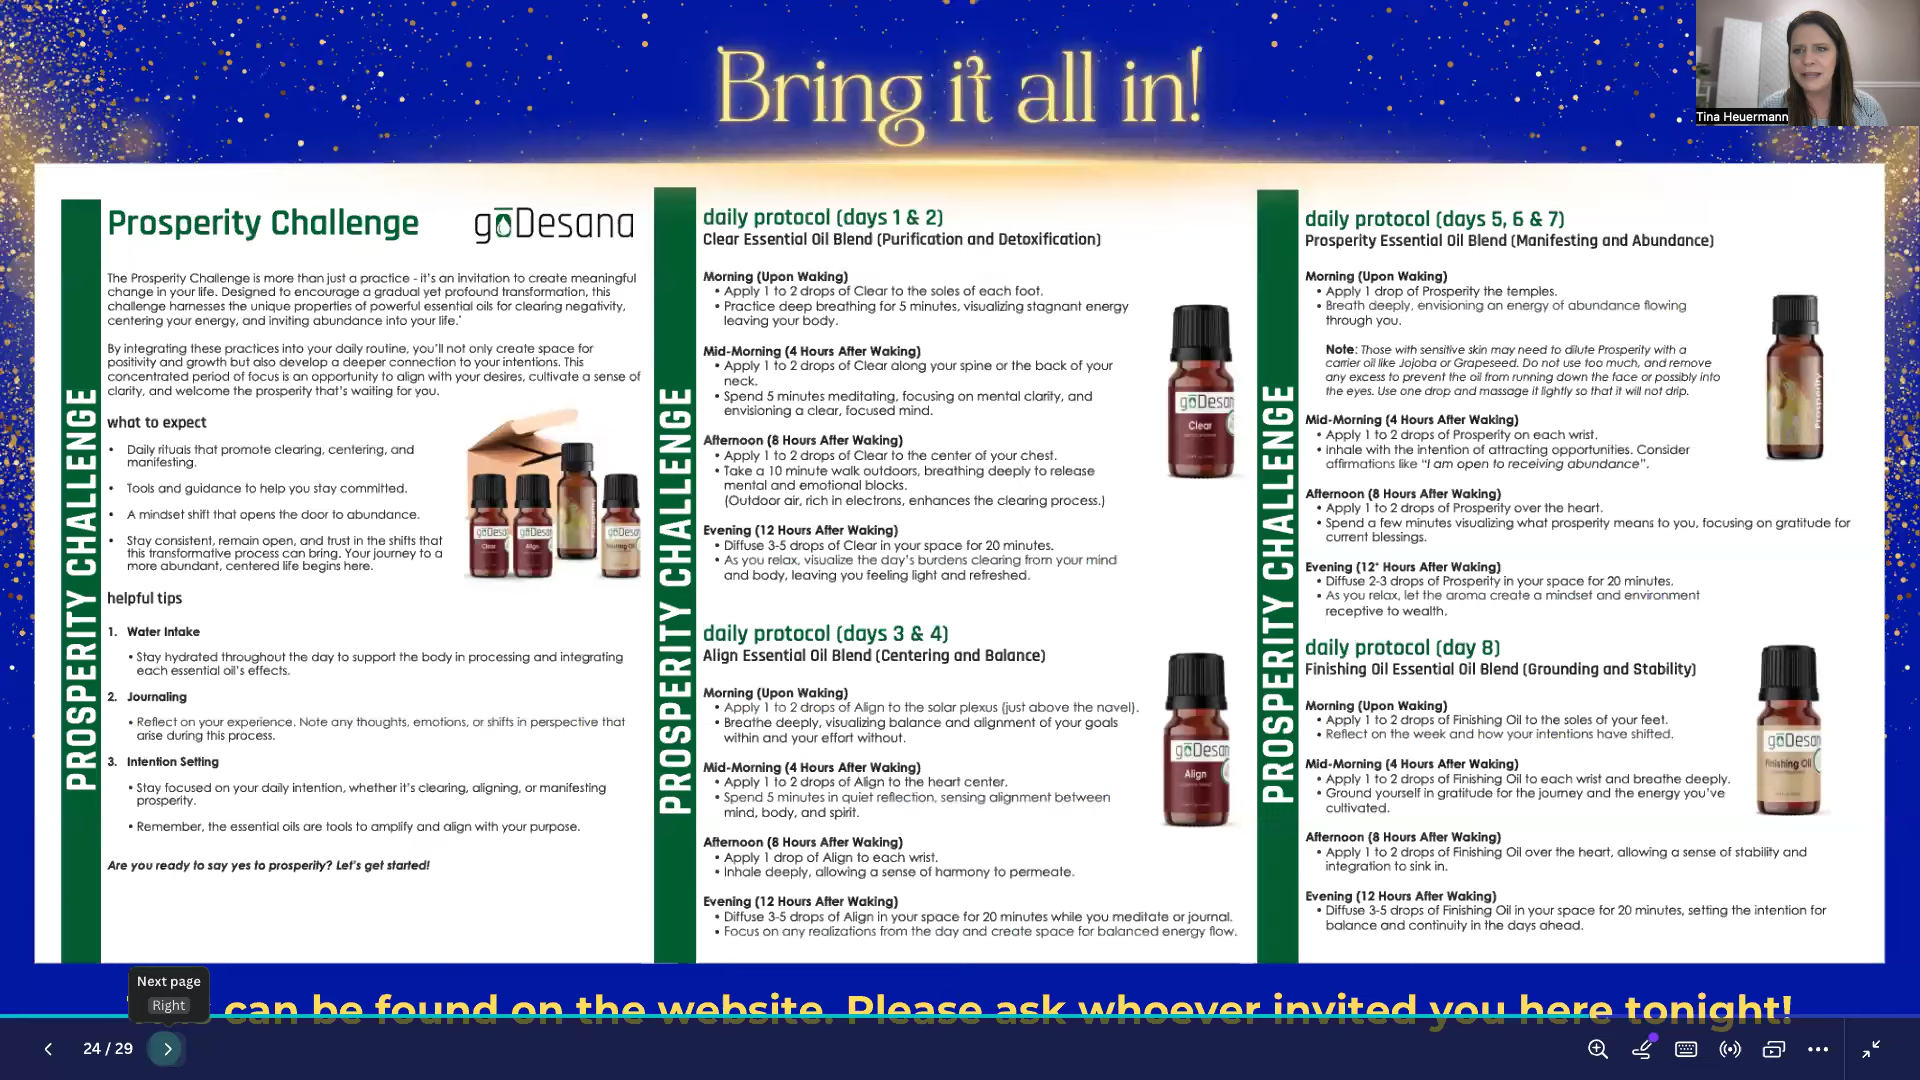 Bring it all in!
Tina Heuermann
PROSPERITY CHALLENGE
Prosperity Challenge
gōDesana
The Prosperity Challenge is more than just a practice - it's an invitation to create meaningful
change in your life. Designed to encourage a gradual yet profound transformation, this
challenge harnesses the unique properties of powerful essential oils for clearing negativity,
centering your energy, and inviting abundance into your life.*
By integrating these practices into your daily routine, you'll not only create space for
positivity and growth but also develop a deeper connection to your intentions. This
concentrated period of focus is an opportunity to align with your desires, cultivate a sense of
clarity, and welcome the prosperity that's waiting for you.
what to expect
• Daily rituals that promote clearing, centering, and
manifesting.
• Tools and guidance to help you stay committed.
• A mindset shift that opens the door to abundance.
• Stay consistent, remain open, and trust in the shifts that
this transformative process can bring. Your journey to a
more abundant, centered life begins here.
gōDesana
Clear
gōDesana
Align
Prosperity
gōDesana
Finishing Oil
helpful tips
1. Water Intake
• Stay hydrated throughout the day to support the body in processing and integrating
each essential oil's effects.
2. Journaling
• Reflect on your experience. Note any thoughts, emotions, or shifts in perspective that
arise during this process.
3. Intention Setting
• Stay focused on your daily intention, whether it's clearing, aligning, or manifesting
prosperity.
• Remember, the essential oils are tools to amplify and align with your purpose.
Are you ready to say yes to prosperity? Let's get started!
PROSPERITY CHALLENGE
daily protocol (days 1 & 2)
Clear Essential Oil Blend (Purification and Detoxification)
Morning (Upon Waking)
• Apply 1 to 2 drops of Clear to the soles of each foot.
• Practice deep breathing for 5 minutes, visualizing stagnant energy
leaving your body.
Mid-Morning (4 Hours After Waking)
• Apply 1 to 2 drops of Clear along your spine or the back of your
neck.
• Spend 5 minutes meditating, focusing on mental clarity, and
envisioning a clear, focused mind.
Afternoon (8 Hours After Waking)
• Apply 1 to 2 drops of Clear to the center of your chest.
• Take a 10 minute walk outdoors, breathing deeply to release
mental and emotional blocks.
(Outdoor air, rich in electrons, enhances the clearing process.)
Evening (12 Hours After Waking)
• Diffuse 3-5 drops of Clear in your space for 20 minutes.
• As you relax, visualize the day's burdens clearing from your mind
and body, leaving you feeling light and refreshed.
gōDesana
Clear
daily protocol (days 3 & 4)
Align Essential Oil Blend (Centering and Balance)
Morning (Upon Waking)
• Apply 1 to 2 drops of Align to the solar plexus (just above the navel).
• Breathe deeply, visualizing balance and alignment of your goals
within and your effort without.
Mid-Morning (4 Hours After Waking)
• Apply 1 to 2 drops of Align to the heart center.
• Spend 5 minutes in quiet reflection, sensing alignment between
mind, body, and spirit.
Afternoon (8 Hours After Waking)
• Apply 1 drop of Align to each wrist.
• Inhale deeply, allowing a sense of harmony to permeate.
Evening (12 Hours After Waking)
• Diffuse 3-5 drops of Align in your space for 20 minutes while you meditate or journal.
• Focus on any realizations from the day and create space for balanced energy flow.
gōDesana
Align
PROSPERITY CHALLENGE
daily protocol (days 5, 6 & 7)
Prosperity Essential Oil Blend (Manifesting and Abundance)
Morning (Upon Waking)
• Apply 1 drop of Prosperity the temples.
• Breath deeply, envisioning an energy of abundance flowing
through you.
Note: Those with sensitive skin may need to dilute Prosperity with a
carrier oil like Jojoba or Grapeseed. Do not use too much, and remove
any excess to prevent the oil from running down the face or possibly into
the eyes. Use one drop and massage it lightly so that it will not drip.
Mid-Morning (4 Hours After Waking)
• Apply 1 to 2 drops of Prosperity on each wrist.
• Inhale with the intention of attracting opportunities. Consider
affirmations like "I am open to receiving abundance".
Afternoon (8 Hours After Waking)
• Apply 1 to 2 drops of Prosperity over the heart.
• Spend a few minutes visualizing what prosperity means to you, focusing on gratitude for
current blessings.
Evening (12* Hours After Waking)
• Diffuse 2-3 drops of Prosperity in your space for 20 minutes.
• As you relax, let the aroma create a mindset and environment
receptive to wealth.
Prosperity
daily protocol (day 8)
Finishing Oil Essential Oil Blend (Grounding and Stability)
Morning (Upon Waking)
• Apply 1 to 2 drops of Finishing Oil to the soles of your feet.
• Reflect on the week and how your intentions have shifted.
Mid-Morning (4 Hours After Waking)
• Apply 1 to 2 drops of Finishing Oil to each wrist and breathe deeply.
• Ground yourself in gratitude for the journey and the energy you've
cultivated.
Afternoon (8 Hours After Waking)
• Apply 1 to 2 drops of Finishing Oil over the heart, allowing a sense of stability and
integration to sink in.
Evening (12 Hours After Waking)
• Diffuse 3-5 drops of Finishing Oil in your space for 20 minutes, setting the intention for
balance and continuity in the days ahead.
gōDesana
Finishing Oil
can be found on the website. Please ask whoever invited you here tonight!
Next page
Right
24 / 29